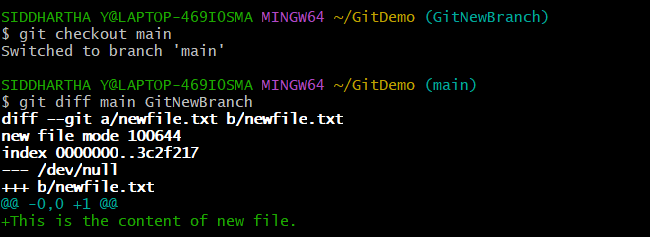 SIDDHARTHA Y@LAPTOP-469IOSMA MINGW64 ~/GitDemo (GitNewBranch)
$ git checkout main
Switched to branch 'main'
SIDDHARTHA Y@LAPTOP-469IOSMA MINGW64 ~/GitDemo (main)
$ git diff main GitNewBranch
diff --git a/newfile.txt b/newfile.txt
new file mode 100644
index 0000000..3c2f217
--- /dev/null
+++ b/newfile.txt
@@ -0,0 +1 @@
+This is the content of new file.